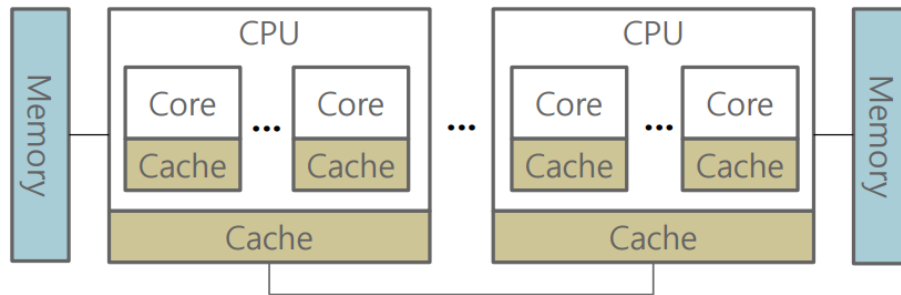 Memory
CPU
Core
Cache
...
Core
Cache
Cache
...
CPU
Core
Cache
...
Core
Cache
Cache
Memory